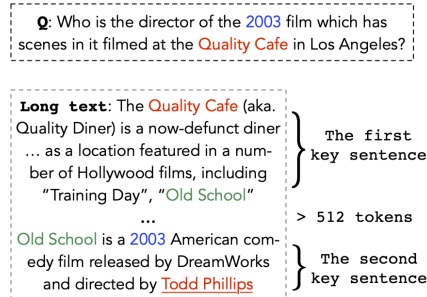 Q: Who is the director of the 2003 film which has
scenes in it filmed at the Quality Cafe in Los Angeles?
Long text: The Quality Cafe (aka.
Quality Diner) is a now-defunct diner
... as a location featured in a num-
ber of Hollywood films, including
“Training Day”, “Old School”
...
Old School is a 2003 American com-
edy film released by DreamWorks
and directed by Todd Phillips
The first
key sentence
> 512 tokens
The second
key sentence